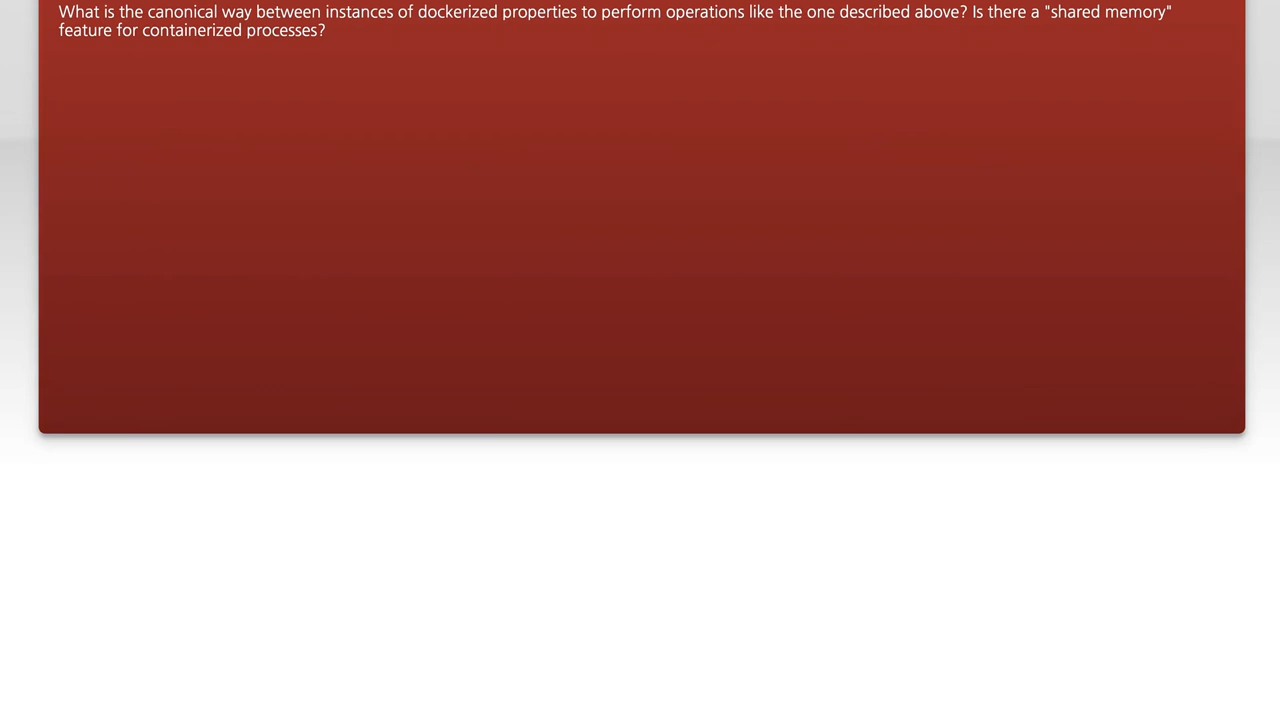 What is the canonical way between instances of dockerized properties to perform operations like the one described above? Is there a "shared memory"
feature for containerized processes?